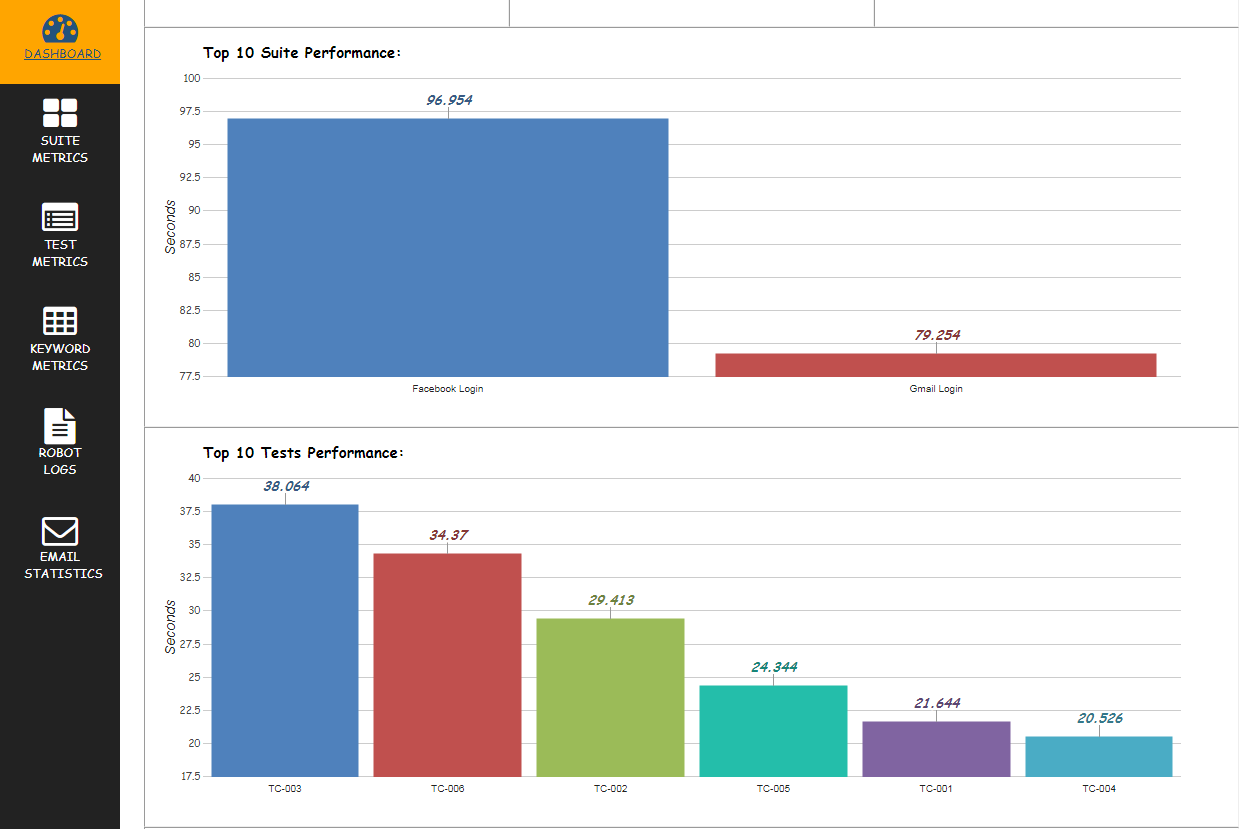 DASHBOARD
SUITE
METRICS
TEST
METRICS
KEYWORD
METRICS
ROBOT
LOGS
EMAIL
STATISTICS
Top 10 Suite Performance:
100
97.5
95
92.5
90
87.5
85
82.5
80
77.5
Seconds
96.954
79.254
Facebook Login
Gmail Login
Top 10 Tests Performance:
40
37.5
35
32.5
30
27.5
25
22.5
20
17.5
Seconds
38.064
34.37
29.413
24.344
21.644
20.526
TC-003
TC-006
TC-002
TC-005
TC-001
TC-004